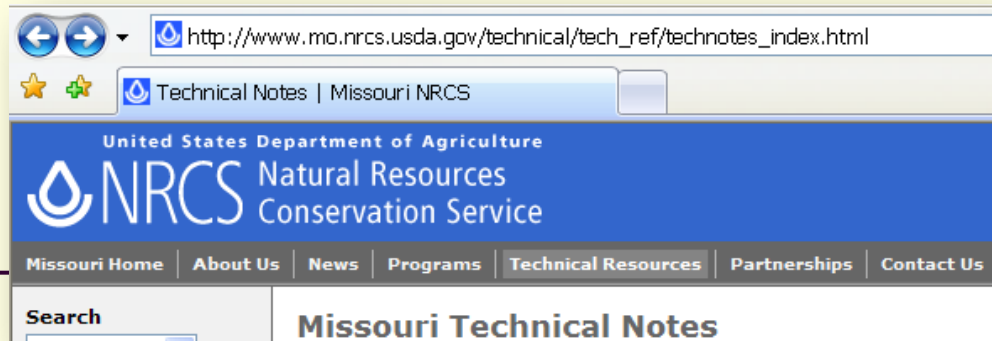 http://www.mo.nrcs.usda.gov/technical/tech_ref/technotes_index.html
Technical Notes | Missouri NRCS
United States Department of Agriculture
NRCS Natural Resources
Conservation Service
Missouri Home | About Us | News | Programs | Technical Resources | Partnerships | Contact Us
Search
Missouri Technical Notes